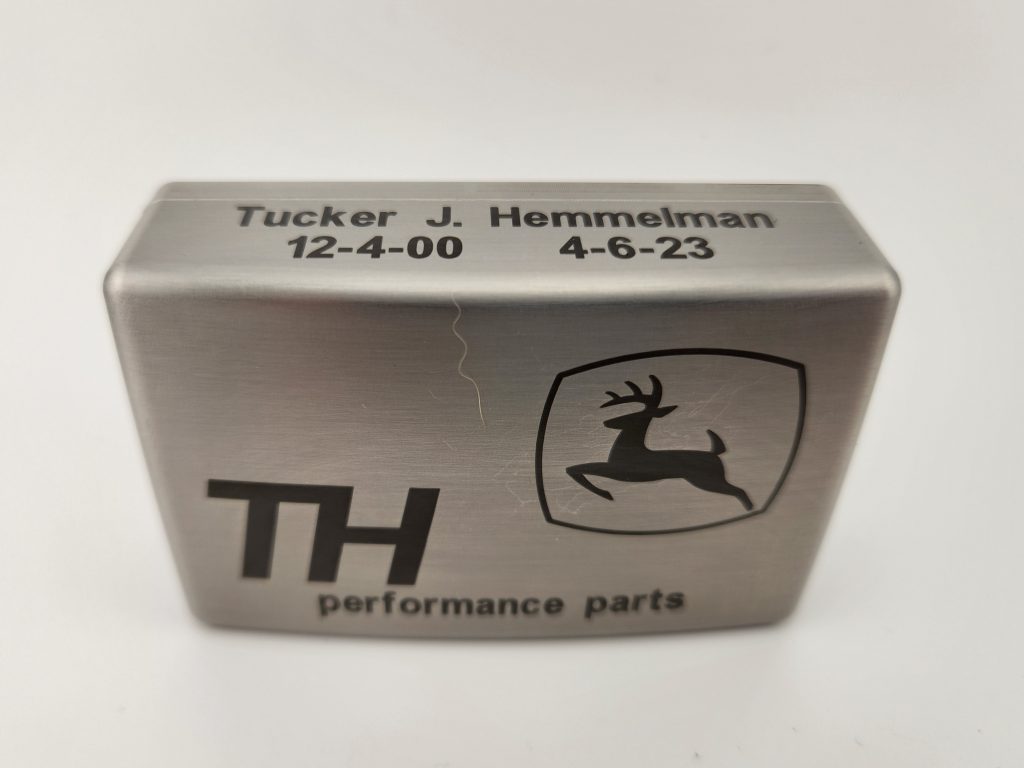 Tucker J. Hemmelman
12-4-00 4-6-23
TH
performance parts